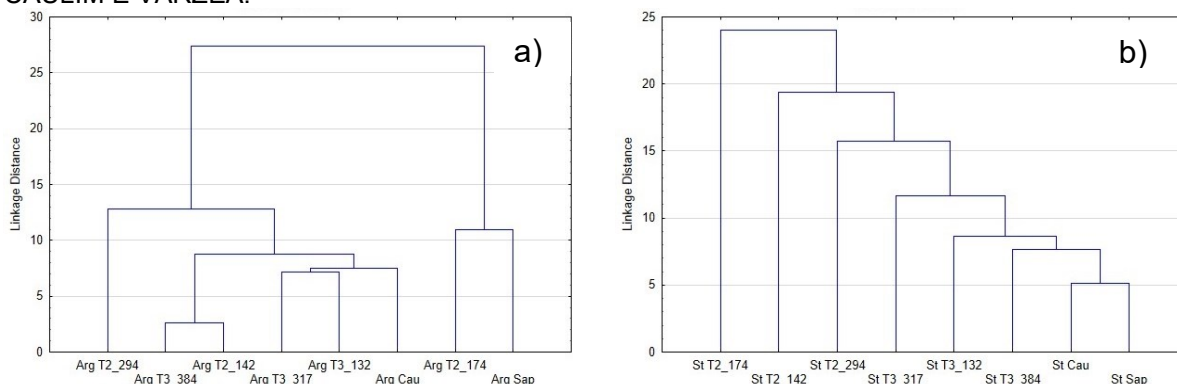 a)
Linkage Distance
30
25
20
15
10
5
0
Arg T2_294
Arg T3_384
Arg T2_142
Arg T3_317
Arg T3_132
Arg Cau
Arg T2_174
Arg Sap
b)
Linkage Distance
25
20
15
10
5
0
St T2_174
St T2_142
St T2_294
St T3_317
St T3_132
St T3_384
St Cau
St Sap